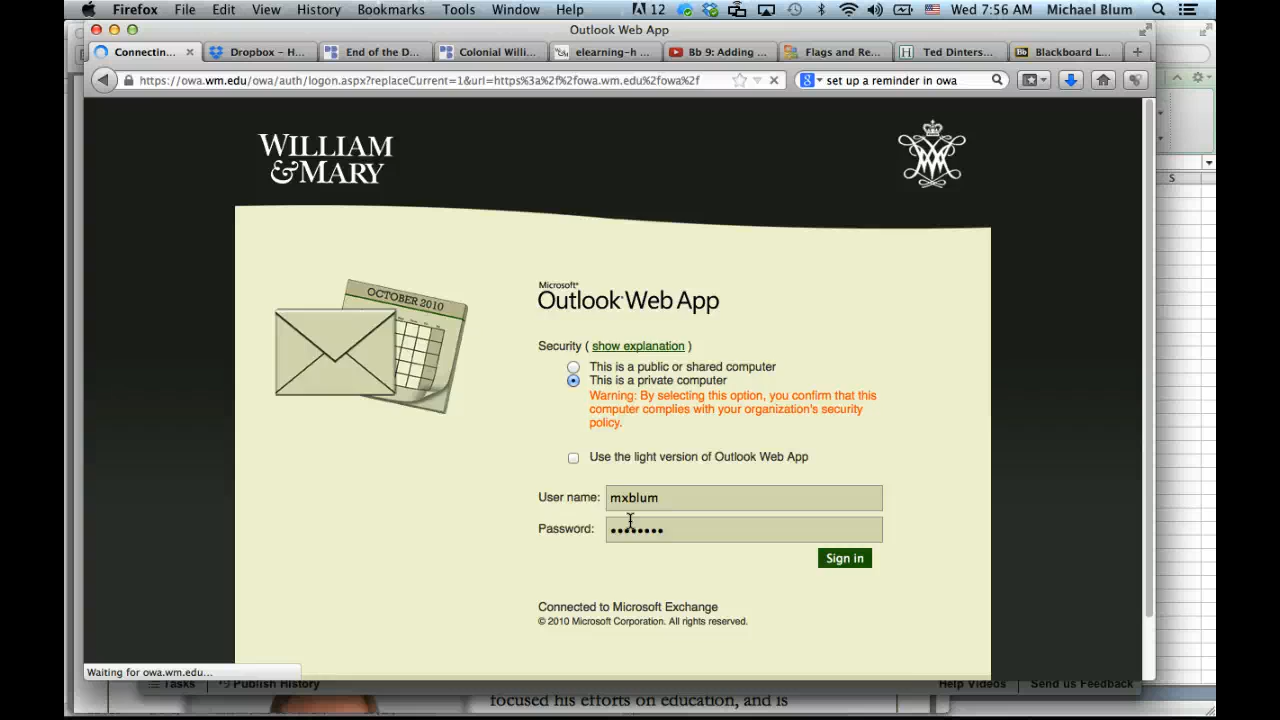 Firefox File Edit View History Bookmarks Tools Window Help 12 Wed 7:56 AM Michael Blum
Outlook Web App
Connectin... Dropbox – H... End of the D... Colonial Willi... elearning-h ... Bb 9: Adding ... Flags and Re... Ted Dinters... Blackboard L...
https://owa.wm.edu/owa/auth/logon.aspx?replaceCurrent=1&url=https%3a%2f%2fowa.wm.edu%2fowa%2f set up a reminder in owa
WILLIAM
&MARY
S
OCTOBER 2010
Microsoft®
Outlook Web App
Security ( show explanation )
This is a public or shared computer
This is a private computer
Warning: By selecting this option, you confirm that this
computer complies with your organization's security
policy.
Use the light version of Outlook Web App
User name: mxblum
Password: ••••••••
Sign in
Connected to Microsoft Exchange
© 2010 Microsoft Corporation. All rights reserved.
Waiting for owa.wm.edu...
Tasks Publish History Help Videos Send us Feedback
focused his efforts on education, and is